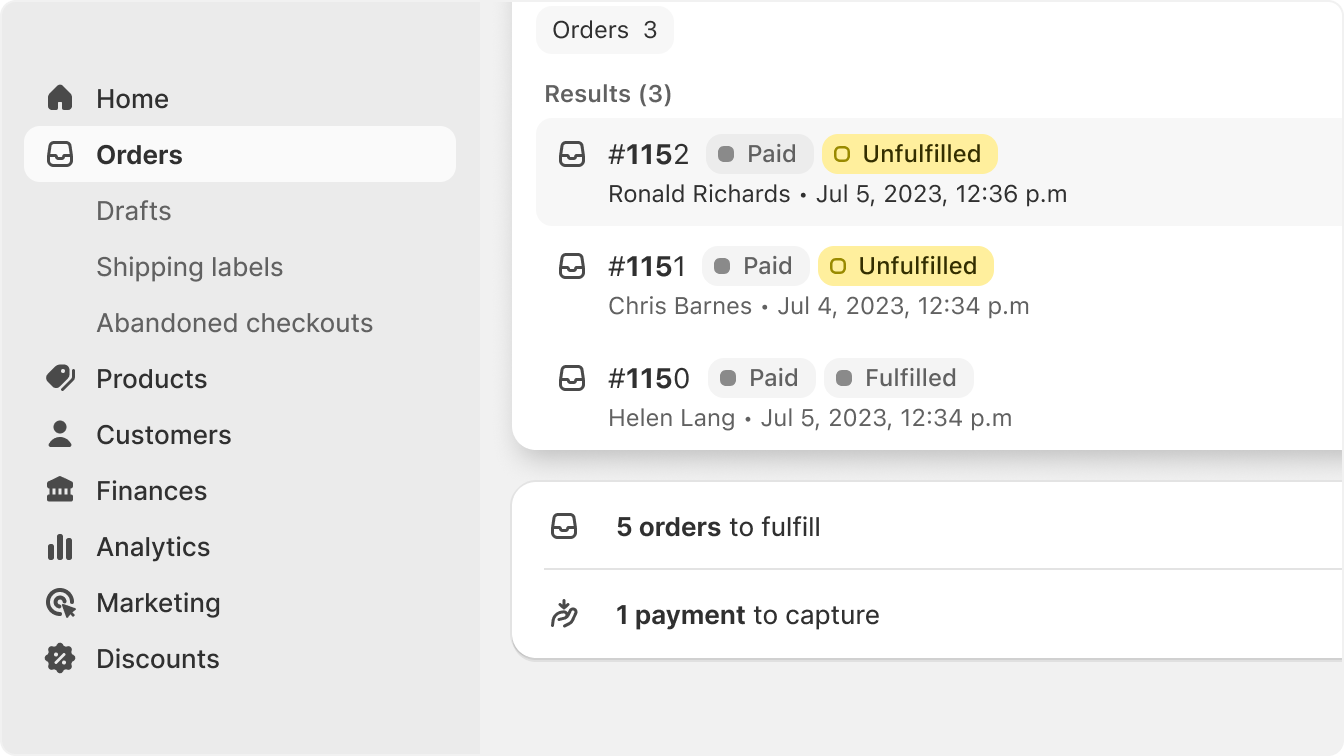 Home
Orders
Drafts
Shipping labels
Abandoned checkouts
Products
Customers
Finances
Analytics
Marketing
Discounts
Orders 3
Results (3)
#1152 Paid Unfulfilled
Ronald Richards • Jul 5, 2023, 12:36 p.m
#1151 Paid Unfulfilled
Chris Barnes • Jul 4, 2023, 12:34 p.m
#1150 Paid Fulfilled
Helen Lang • Jul 5, 2023, 12:34 p.m
5 orders to fulfill
1 payment to capture